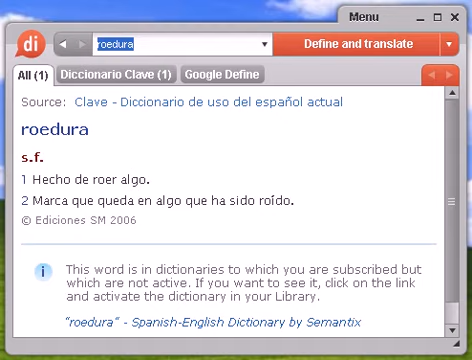 Menu
di
roedura
Define and translate
All (1)
Diccionario Clave (1)
Google Define
Source: Clave - Diccionario de uso del español actual
roedura
s.f.
1 Hecho de roer algo.
2 Marca que queda en algo que ha sido roído.
© Ediciones SM 2006
i
This word is in dictionaries to which you are subscribed but
which are not active. If you want to see it, click on the link
and activate the dictionary in your Library.
"roedura" - Spanish-English Dictionary by Semantix